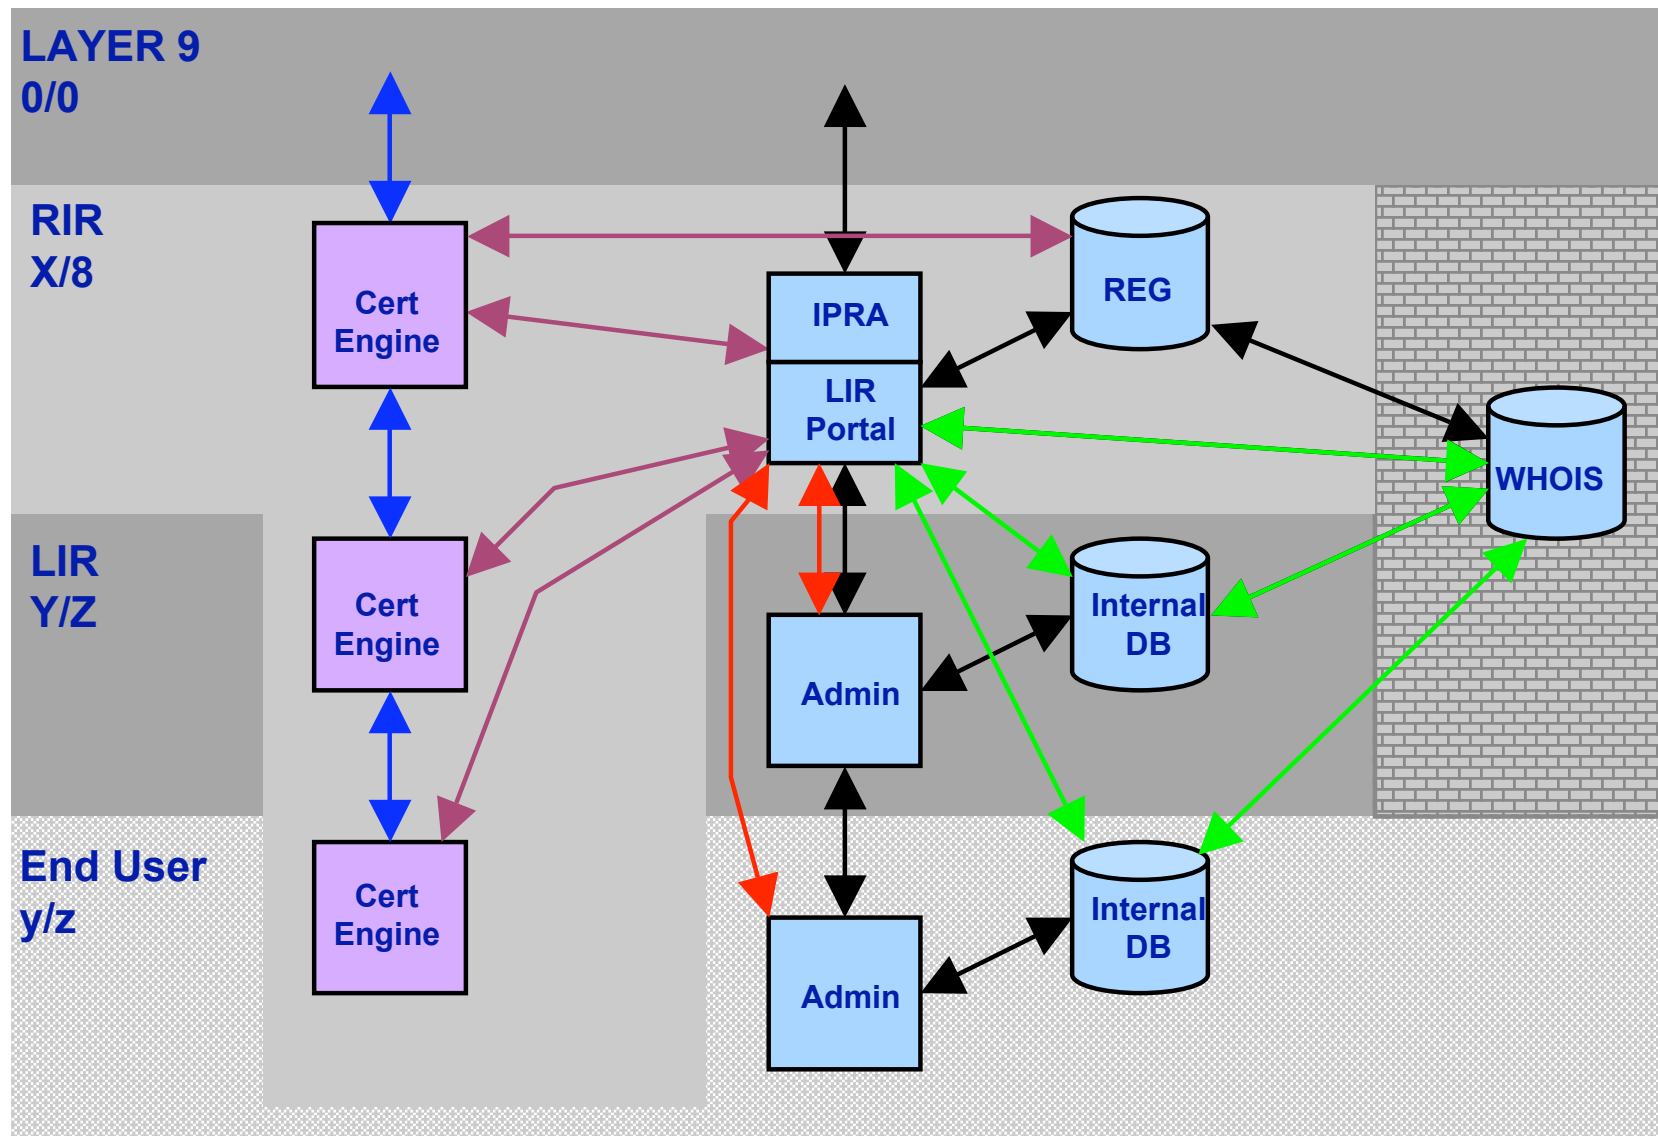 LAYER 9
0/0
RIR
X/8
Cert
Engine
IPRA
LIR
Portal
REG
WHOIS
LIR
Y/Z
Cert
Engine
Admin
Internal
DB
End User
y/z
Cert
Engine
Admin
Internal
DB